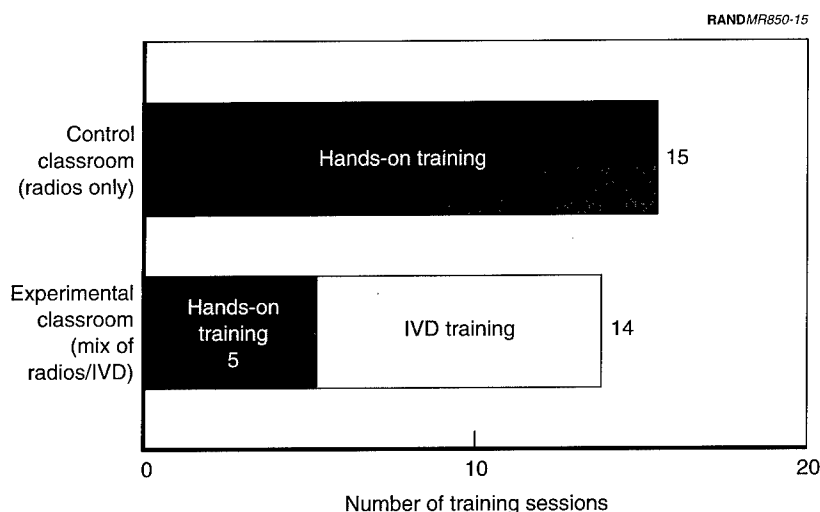 RANDMR850-15
Control
classroom
(radios only)
Hands-on training
15
Experimental
classroom
(mix of
radios/IVD)
Hands-on
training
5
IVD training
14
0
10
20
Number of training sessions